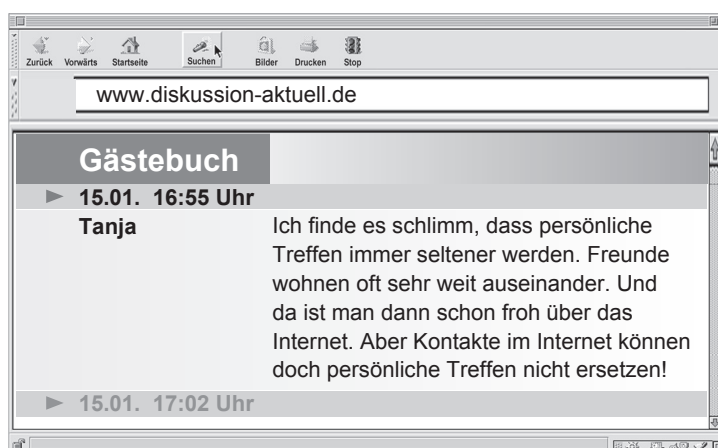 Zurück Vorwärts Startseite Suchen Bilder Drucken Stop
www.diskussion-aktuell.de
Gästebuch
15.01. 16:55 Uhr
Tanja
Ich finde es schlimm, dass persönliche
Treffen immer seltener werden. Freunde
wohnen oft sehr weit auseinander. Und
da ist man dann schon froh über das
Internet. Aber Kontakte im Internet können
doch persönliche Treffen nicht ersetzen!
15.01. 17:02 Uhr